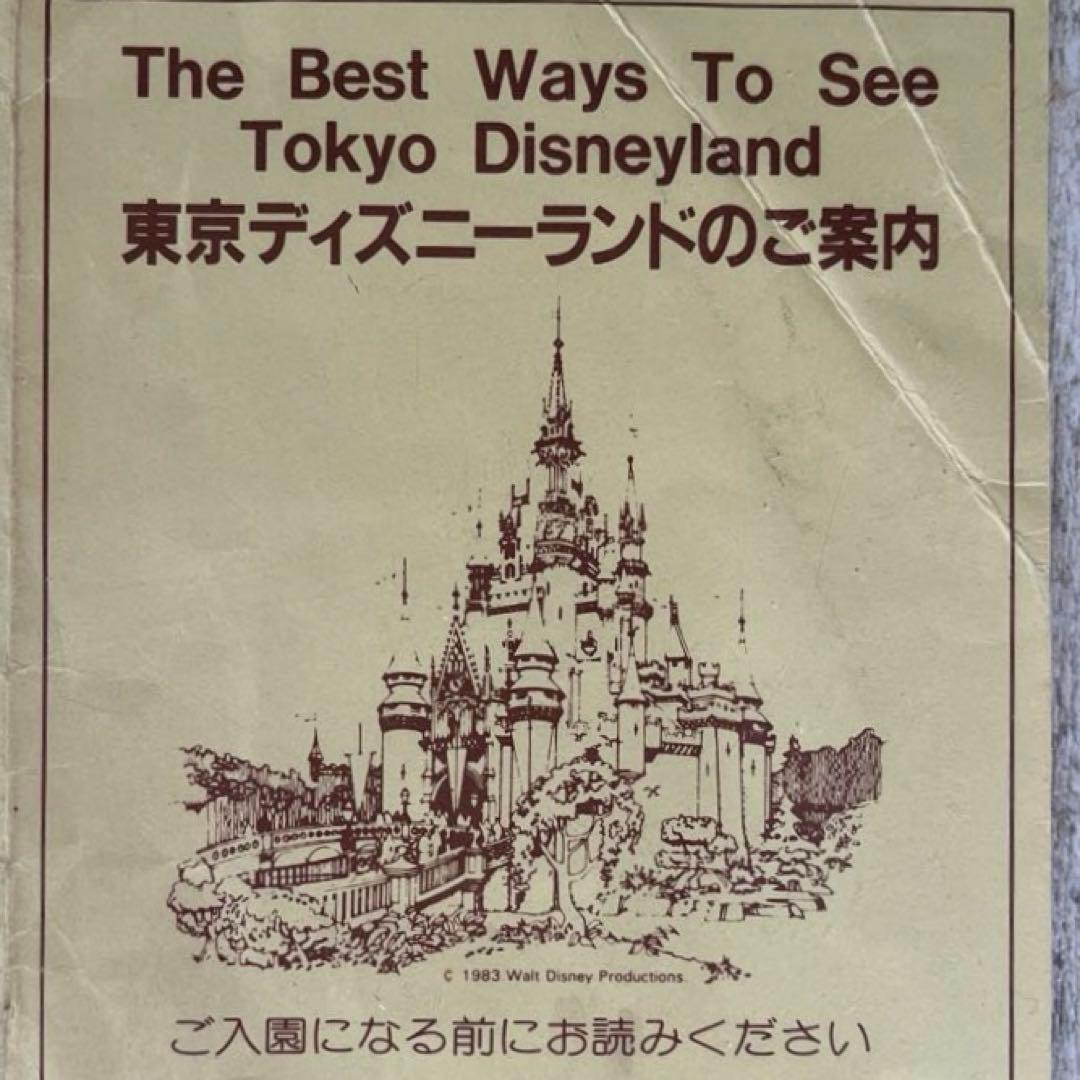 The Best Ways To See
Tokyo Disneyland
東京ディズニーランドのご案内
© 1983 Walt Disney Productions.
ご入園になる前にお読みください